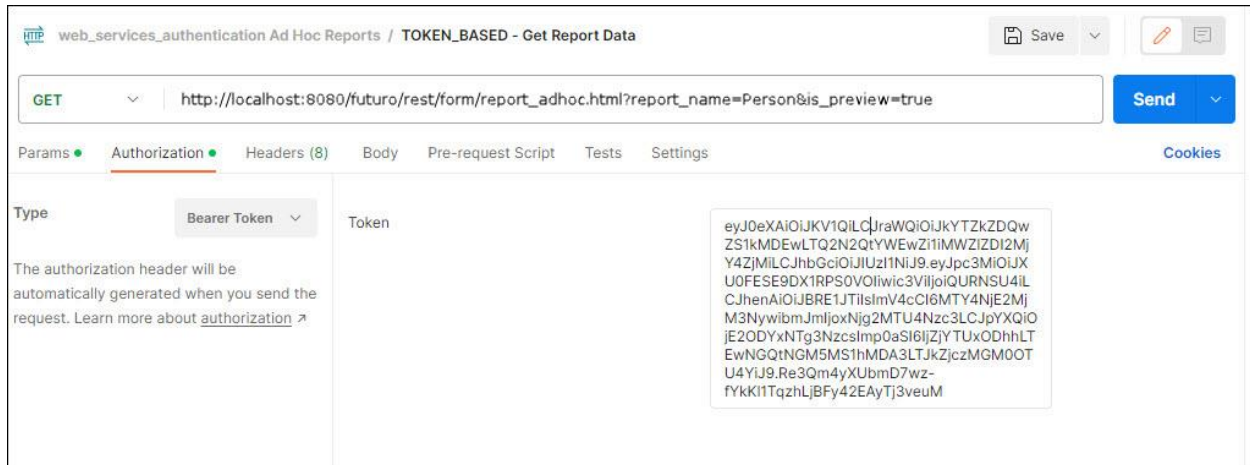 HTTP web_services_authentication Ad Hoc Reports / TOKEN_BASED - Get Report Data Save
GET http://localhost:8080/futuro/rest/form/report_adhoc.html?report_name=Person&is_preview=true Send
Params Authorization Headers (8) Body Pre-request Script Tests Settings Cookies
Type Bearer Token
The authorization header will be
automatically generated when you send the
request. Learn more about authorization ↗
Token
eyJ0eXAiOiJKV1QiLCJraWQiOiJkYTZkZDQw
ZS1kMDEwLTQ2N2QtYWEwZi1iMWZlZDI2Mj
Y4ZjMiLCJhbGciOiJIUzI1NiJ9.eyJpc3MiOiJX
U0FESE9DX1RPS0VOIiwic3ViIjoiQURNSU4iL
CJhenAiOiJBRE1JTiIsImV4cCI6MTY4NjE2Mj
M3NywibmJmIjoxNjg2MTU4Nzc3LCJpYXQiO
jE2ODYxNTg3NzcsImp0aSI6IjZjYTUxODhhLT
EwNGQtNGM5MS1hMDA3LTJkZjczMGM0OT
U4YiJ9.Re3Qm4yXUbmD7wz-
fYkKl1TqzhLjBFy42EAyTj3veuM